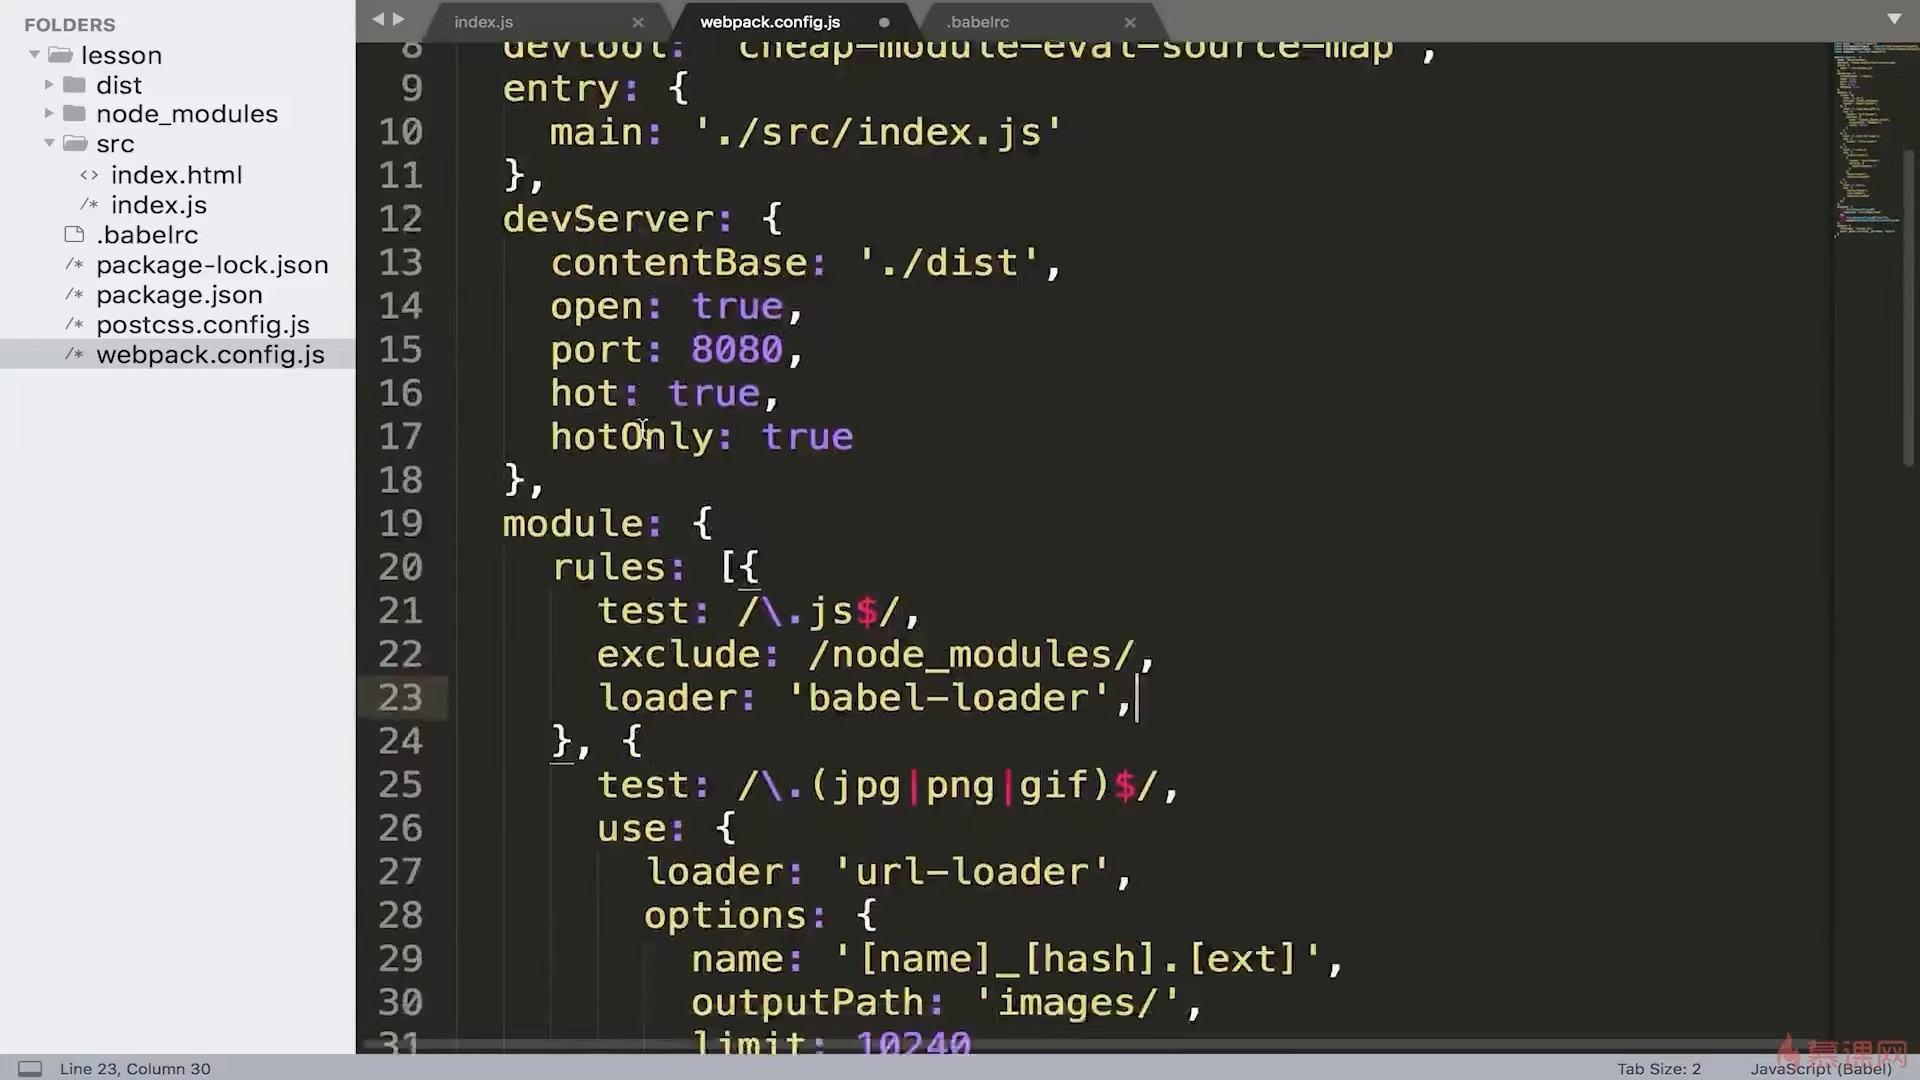 FOLDERS
lesson
dist
node_modules
src
<> index.html
/* index.js
.babelrc
/* package-lock.json
/* package.json
/* postcss.config.js
/* webpack.config.js
index.js
webpack.config.js
.babelrc
8 devtool: 'cheap-module-eval-source-map',
9 entry: {
10 main: './src/index.js'
11 },
12 devServer: {
13 contentBase: './dist',
14 open: true,
15 port: 8080,
16 hot: true,
17 hotOnly: true
18 },
19 module: {
20 rules: [{
21 test: /\.js$/,
22 exclude: /node_modules/,
23 loader: 'babel-loader',
24 }, {
25 test: /\.(jpg|png|gif)$/,
26 use: {
27 loader: 'url-loader',
28 options: {
29 name: '[name]_[hash].[ext]',
30 outputPath: 'images/',
31 limit: 10240
Line 23, Column 30
Tab Size: 2
JavaScript (Babel)
慕课网